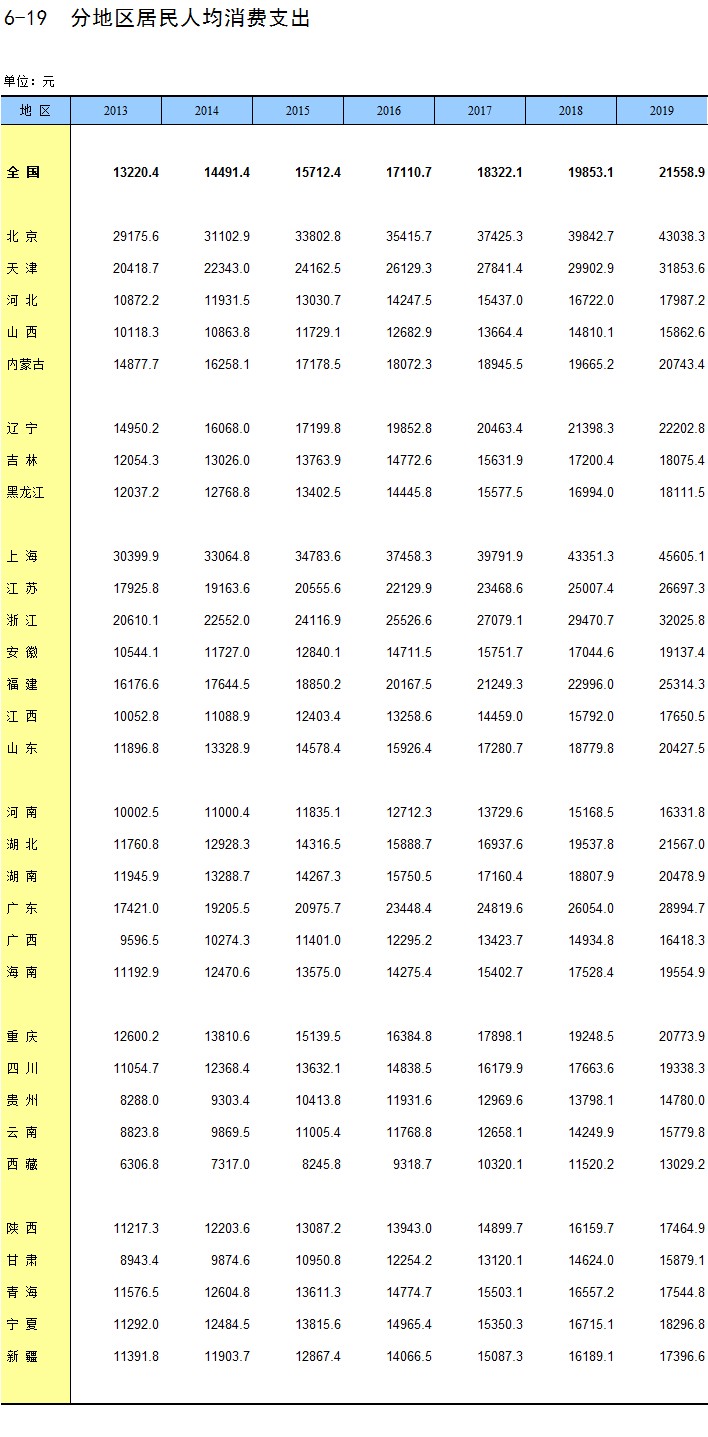 6-19 分地区居民人均消费支出
单位：元
地 区 2013 2014 2015 2016 2017 2018 2019
全 国 13220.4 14491.4 15712.4 17110.7 18322.1 19853.1 21558.9
北 京 29175.6 31102.9 33802.8 35415.7 37425.3 39842.7 43038.3
天 津 20418.7 22343.0 24162.5 26129.3 27841.4 29902.9 31853.6
河 北 10872.2 11931.5 13030.7 14247.5 15437.0 16722.0 17987.2
山 西 10118.3 10863.8 11729.1 12682.9 13664.4 14810.1 15862.6
内蒙古 14877.7 16258.1 17178.5 18072.3 18945.5 19665.2 20743.4
辽 宁 14950.2 16068.0 17199.8 19852.8 20463.4 21398.3 22202.8
吉 林 12054.3 13026.0 13763.9 14772.6 15631.9 17200.4 18075.4
黑龙江 12037.2 12768.8 13402.5 14445.8 15577.5 16994.0 18111.5
上 海 30399.9 33064.8 34783.6 37458.3 39791.9 43351.3 45605.1
江 苏 17925.8 19163.6 20555.6 22129.9 23468.6 25007.4 26697.3
浙 江 20610.1 22552.0 24116.9 25526.6 27079.1 29470.7 32025.8
安 徽 10544.1 11727.0 12840.1 14711.5 15751.7 17044.6 19137.4
福 建 16176.6 17644.5 18850.2 20167.5 21249.3 22996.0 25314.3
江 西 10052.8 11088.9 12403.4 13258.6 14459.0 15792.0 17650.5
山 东 11896.8 13328.9 14578.4 15926.4 17280.7 18779.8 20427.5
河 南 10002.5 11000.4 11835.1 12712.3 13729.6 15168.5 16331.8
湖 北 11760.8 12928.3 14316.5 15888.7 16937.6 19537.8 21567.0
湖 南 11945.9 13288.7 14267.3 15750.5 17160.4 18807.9 20478.9
广 东 17421.0 19205.5 20975.7 23448.4 24819.6 26054.0 28994.7
广 西 9596.5 10274.3 11401.0 12295.2 13423.7 14934.8 16418.3
海 南 11192.9 12470.6 13575.0 14275.4 15402.7 17528.4 19554.9
重 庆 12600.2 13810.6 15139.5 16384.8 17898.1 19248.5 20773.9
四 川 11054.7 12368.4 13632.1 14838.5 16179.9 17663.6 19338.3
贵 州 8288.0 9303.4 10413.8 11931.6 12969.6 13798.1 14780.0
云 南 8823.8 9869.5 11005.4 11768.8 12658.1 14249.9 15779.8
西 藏 6306.8 7317.0 8245.8 9318.7 10320.1 11520.2 13029.2
陕 西 11217.3 12203.6 13087.2 13943.0 14899.7 16159.7 17464.9
甘 肃 8943.4 9874.6 10950.8 12254.2 13120.1 14624.0 15879.1
青 海 11576.5 12604.8 13611.3 14774.7 15503.1 16557.2 17544.8
宁 夏 11292.0 12484.5 13815.6 14965.4 15350.3 16715.1 18296.8
新 疆 11391.8 11903.7 12867.4 14066.5 15087.3 16189.1 17396.6